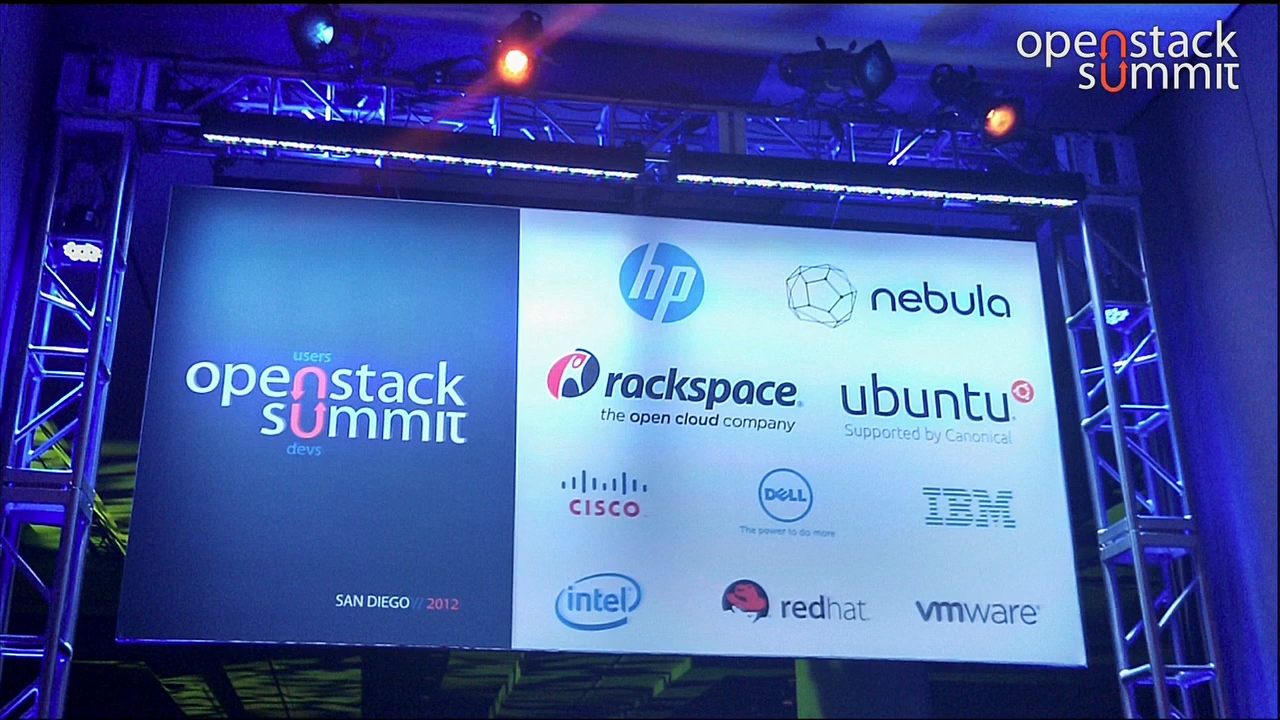 openstack
summit
users
openstack
summit
devs
SAN DIEGO // 2012
hp
nebula
rackspace®
the open cloud company
ubuntu®
Supported by Canonical
CISCO
DELL
The power to do more
IBM
intel
redhat.
vmware®